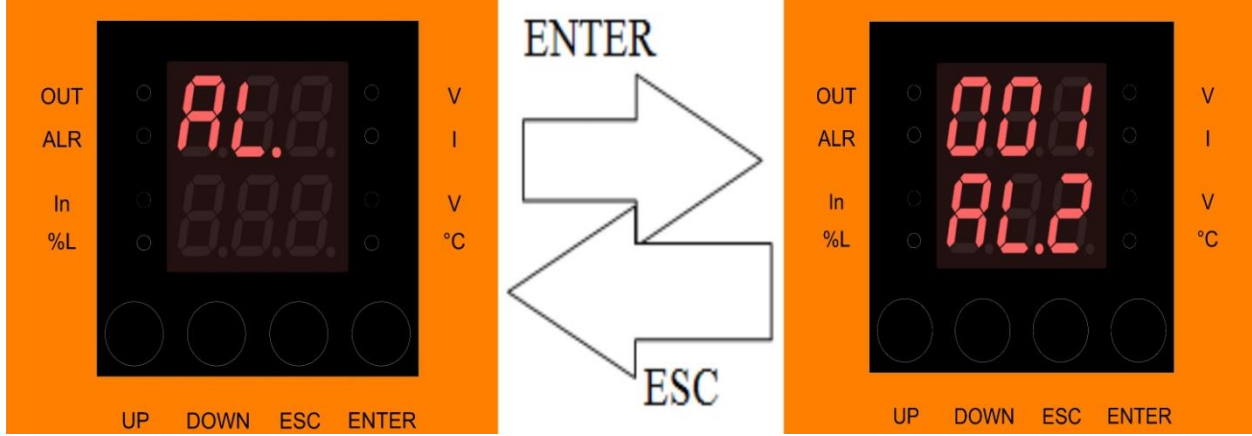 OUT AL. V
ALR I
In V
%L °C
UP DOWN ESC ENTER
ENTER
ESC
OUT 001 V
ALR I
In AL.2 V
%L °C
UP DOWN ESC ENTER